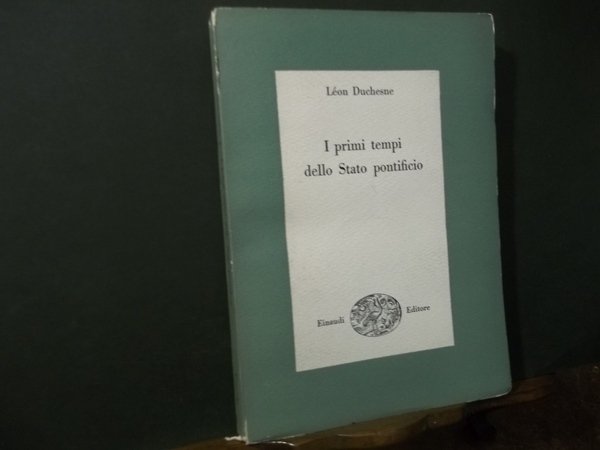 Léon Duchesne
I primi tempi
dello Stato pontificio
Einaudi Editore